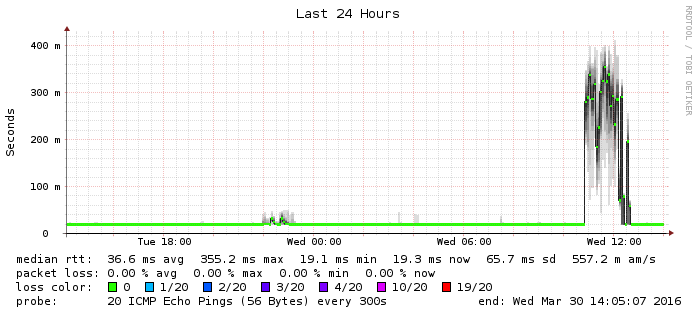 Last 24 Hours
RRDTOOL / TOBI OETIKER
Seconds
400 m
300 m
200 m
100 m
0
Tue 18:00 Wed 00:00 Wed 06:00 Wed 12:00
median rtt: 36.6 ms avg 355.2 ms max 19.1 ms min 19.3 ms now 65.7 ms sd 557.2 m am/s
packet loss: 0.00 % avg 0.00 % max 0.00 % min 0.00 % now
loss color: 0 1/20 2/20 3/20 4/20 10/20 19/20
probe: 20 ICMP Echo Pings (56 Bytes) every 300s end: Wed Mar 30 14:05:07 2016